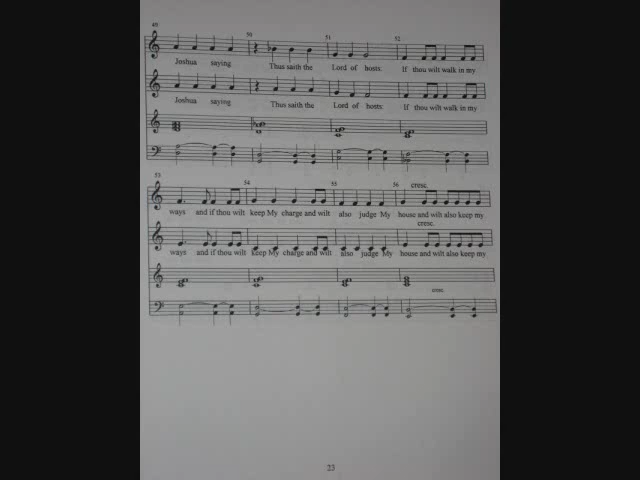 49 50 51 52
Joshua saying Thus saith the Lord of hosts: If thou wilt walk in my
Joshua saying Thus saith the Lord of hosts: If thou wilt walk in my
53 54 55 56 cresc.
ways and if thou wilt keep My charge and wilt also judge My house and wilt also keep my
cresc.
ways and if thou wilt keep My charge and wilt also judge My house and wilt also keep my
cresc.
23